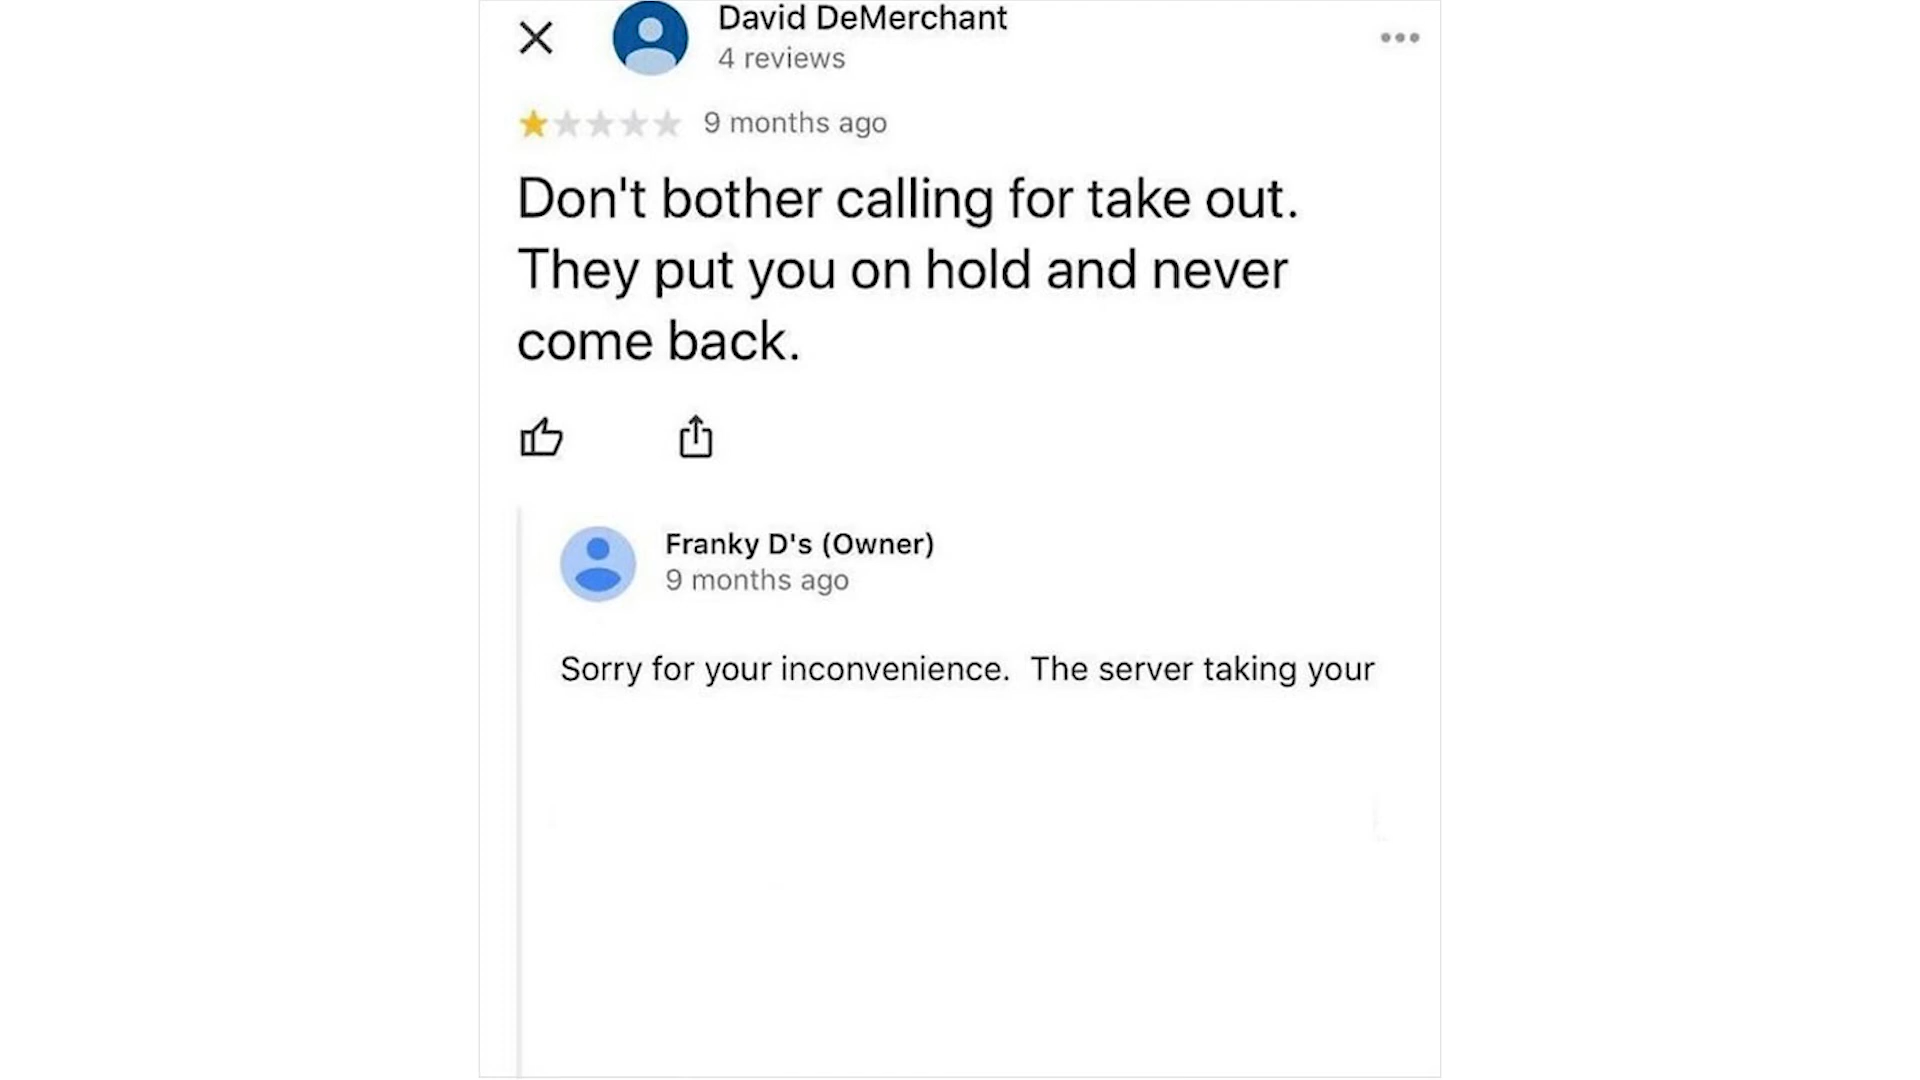 David DeMerchant
4 reviews
9 months ago
Don't bother calling for take out.
They put you on hold and never
come back.
Franky D's (Owner)
9 months ago
Sorry for your inconvenience.  The server taking your